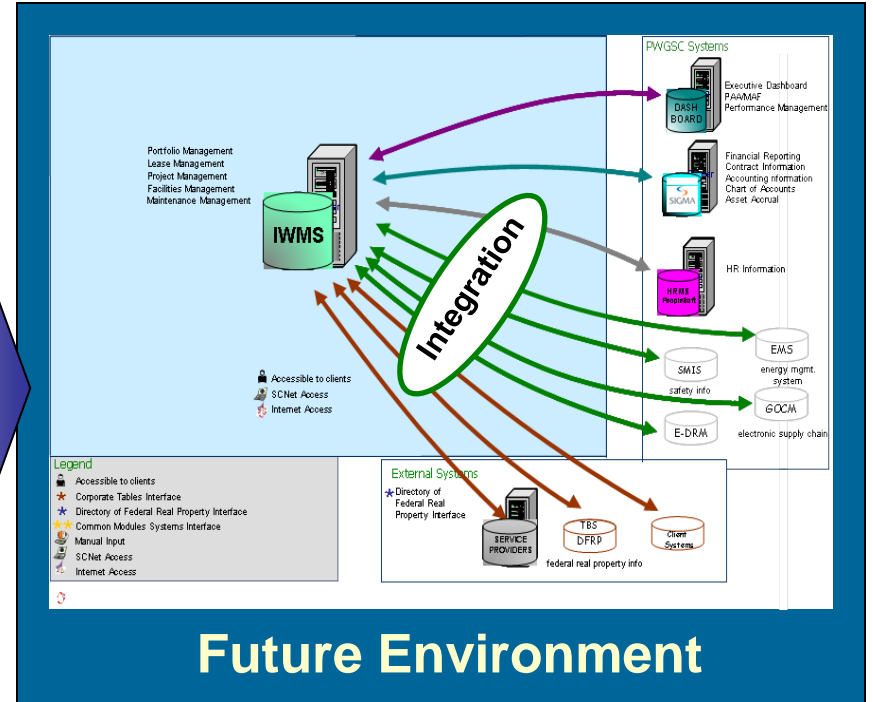 PWGSC Systems
DASH
BOARD
Executive Dashboard
PAA/MAF
Performance Management
Portfolio Management
Lease Management
Project Management
Facilities Management
Maintenance Management
IWMS
SIGMA
Financial Reporting
Contract Information
Accounting nformation
Chart of Accounts
Asset Accrual
Integration
HRMS
PeopleSoft
HR Information
EMS
energy mgmt.
system
SMIS
safety info
GOCM
electronic supply chain
E-DRM
Accessible to clients
SCNet Access
Internet Access
Legend
Accessible to clients
Corporate Tables Interface
Directory of Federal Real Property Interface
Common Modules Systems Interface
Manual Input
SCNet Access
Internet Access
External Systems
Directory of
Federal Real
Property Interface
SERVICE
PROVIDERS
TBS
DFRP
federal real property info
Client
Systems
Future Environment